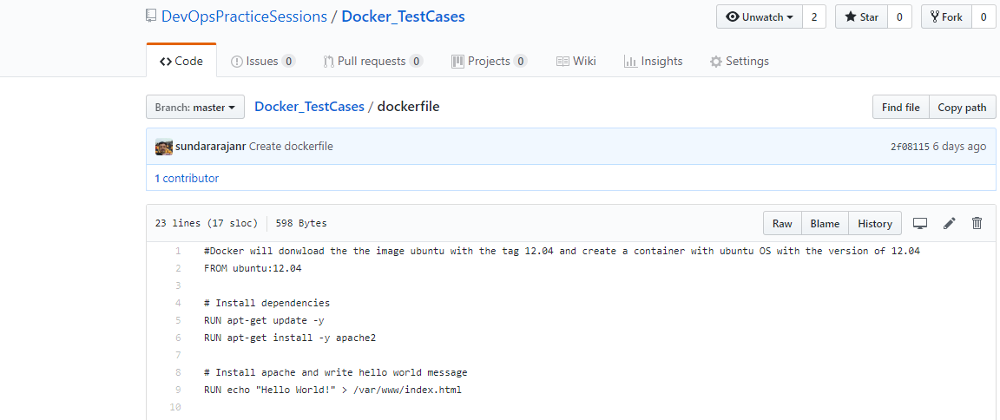 DevOpsPracticeSessions / Docker_TestCases
Unwatch 2 Star 0 Fork 0
Code Issues 0 Pull requests 0 Projects 0 Wiki Insights Settings
Branch: master Docker_TestCases / dockerfile Find file Copy path
sundararajanr Create dockerfile 2f08115 6 days ago
1 contributor
23 lines (17 sloc) 598 Bytes Raw Blame History
1 #Docker will donwload the the image ubuntu with the tag 12.04 and create a container with ubuntu OS with the version of 12.04
2 FROM ubuntu:12.04
3
4 # Install dependencies
5 RUN apt-get update -y
6 RUN apt-get install -y apache2
7
8 # Install apache and write hello world message
9 RUN echo "Hello World!" > /var/www/index.html
10